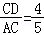 CD/AC = 4/5